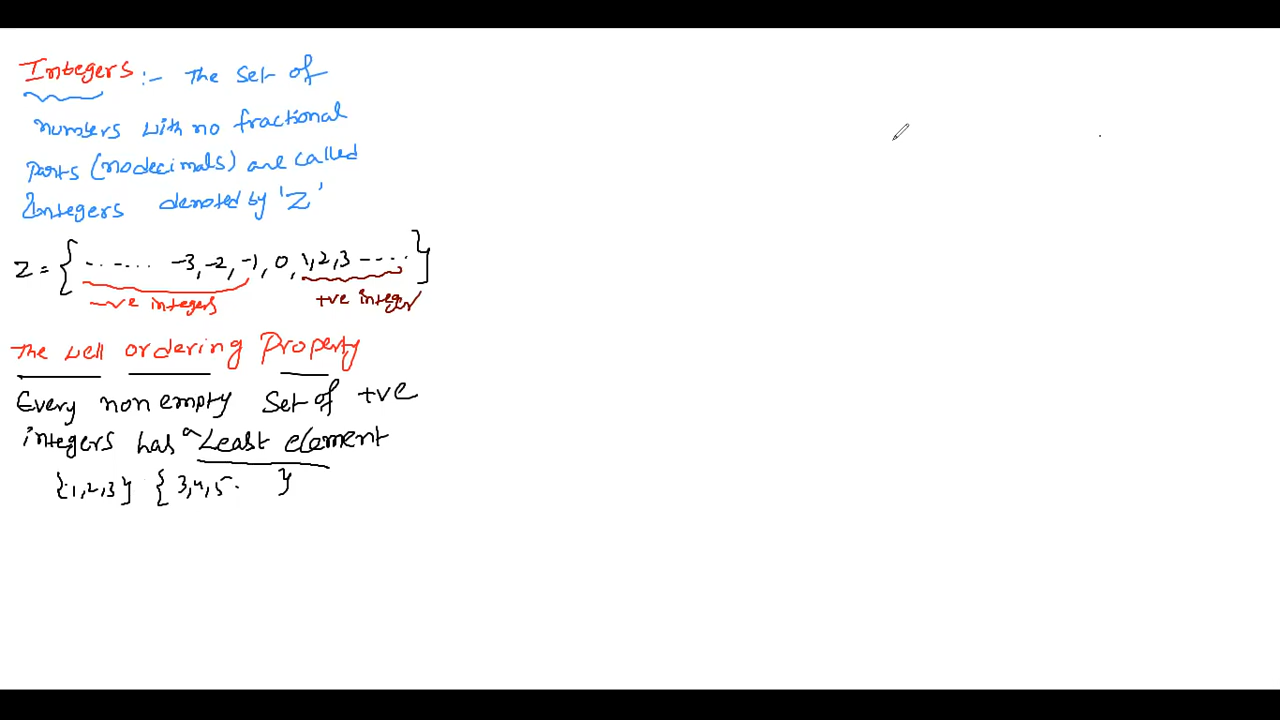 Integers :- The set of
numbers with no fractional
parts (no decimals) are called
Integers denoted by 'Z'
Z = { ....... -3, -2, -1, 0, 1, 2, 3 ----.. }
-ve integers
+ve integer
The well ordering Property
Every non empty set of +ve
integers has a Least element
{1, 2, 3} { 3, 4, 5. }